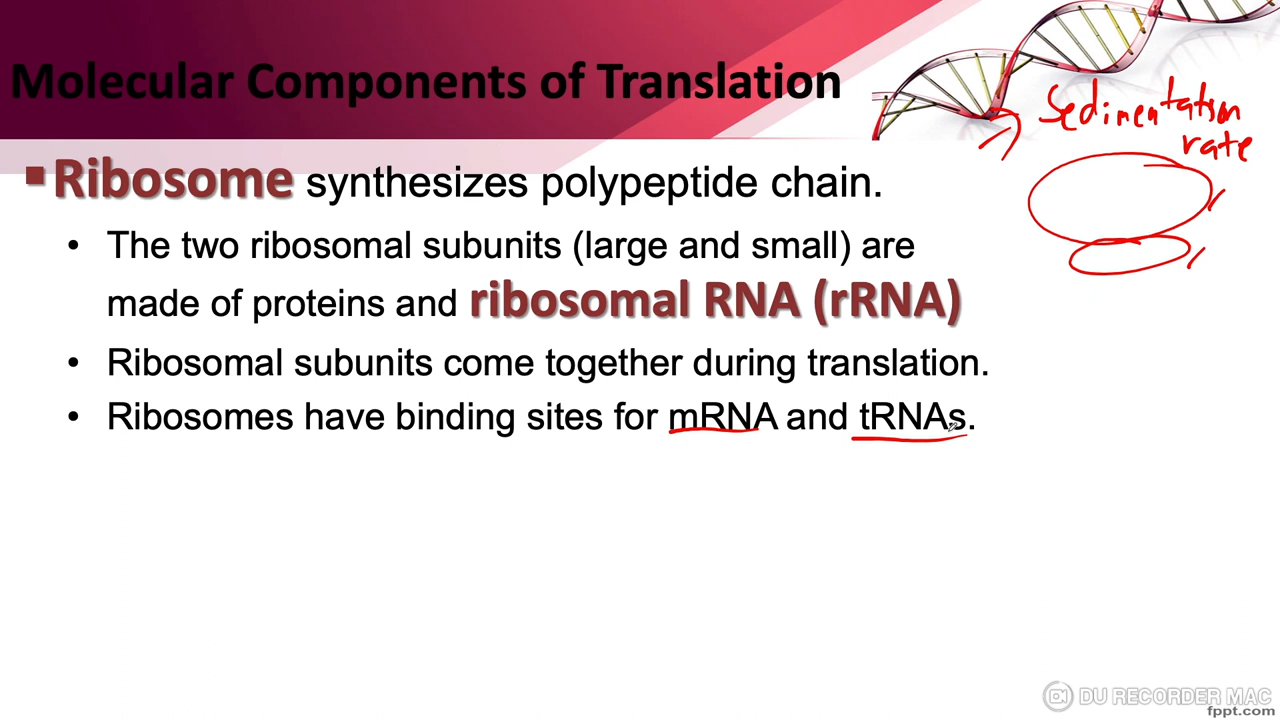 Molecular Components of Translation
Sedimentation
rate
▪Ribosome synthesizes polypeptide chain.
• The two ribosomal subunits (large and small) are
made of proteins and ribosomal RNA (rRNA)
• Ribosomal subunits come together during translation.
• Ribosomes have binding sites for mRNA and tRNAs.
DU RECORDER MAC
fppt.com